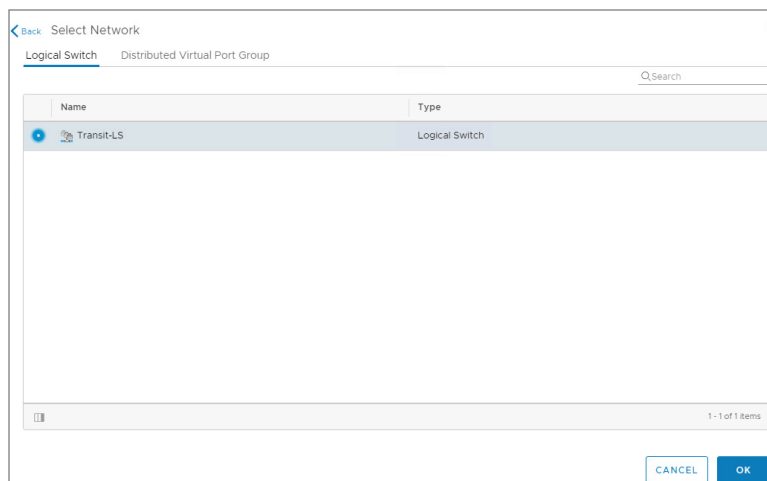 Back Select Network
Logical Switch Distributed Virtual Port Group
Search
Name Type
Transit-LS Logical Switch
1 - 1 of 1 items
CANCEL OK